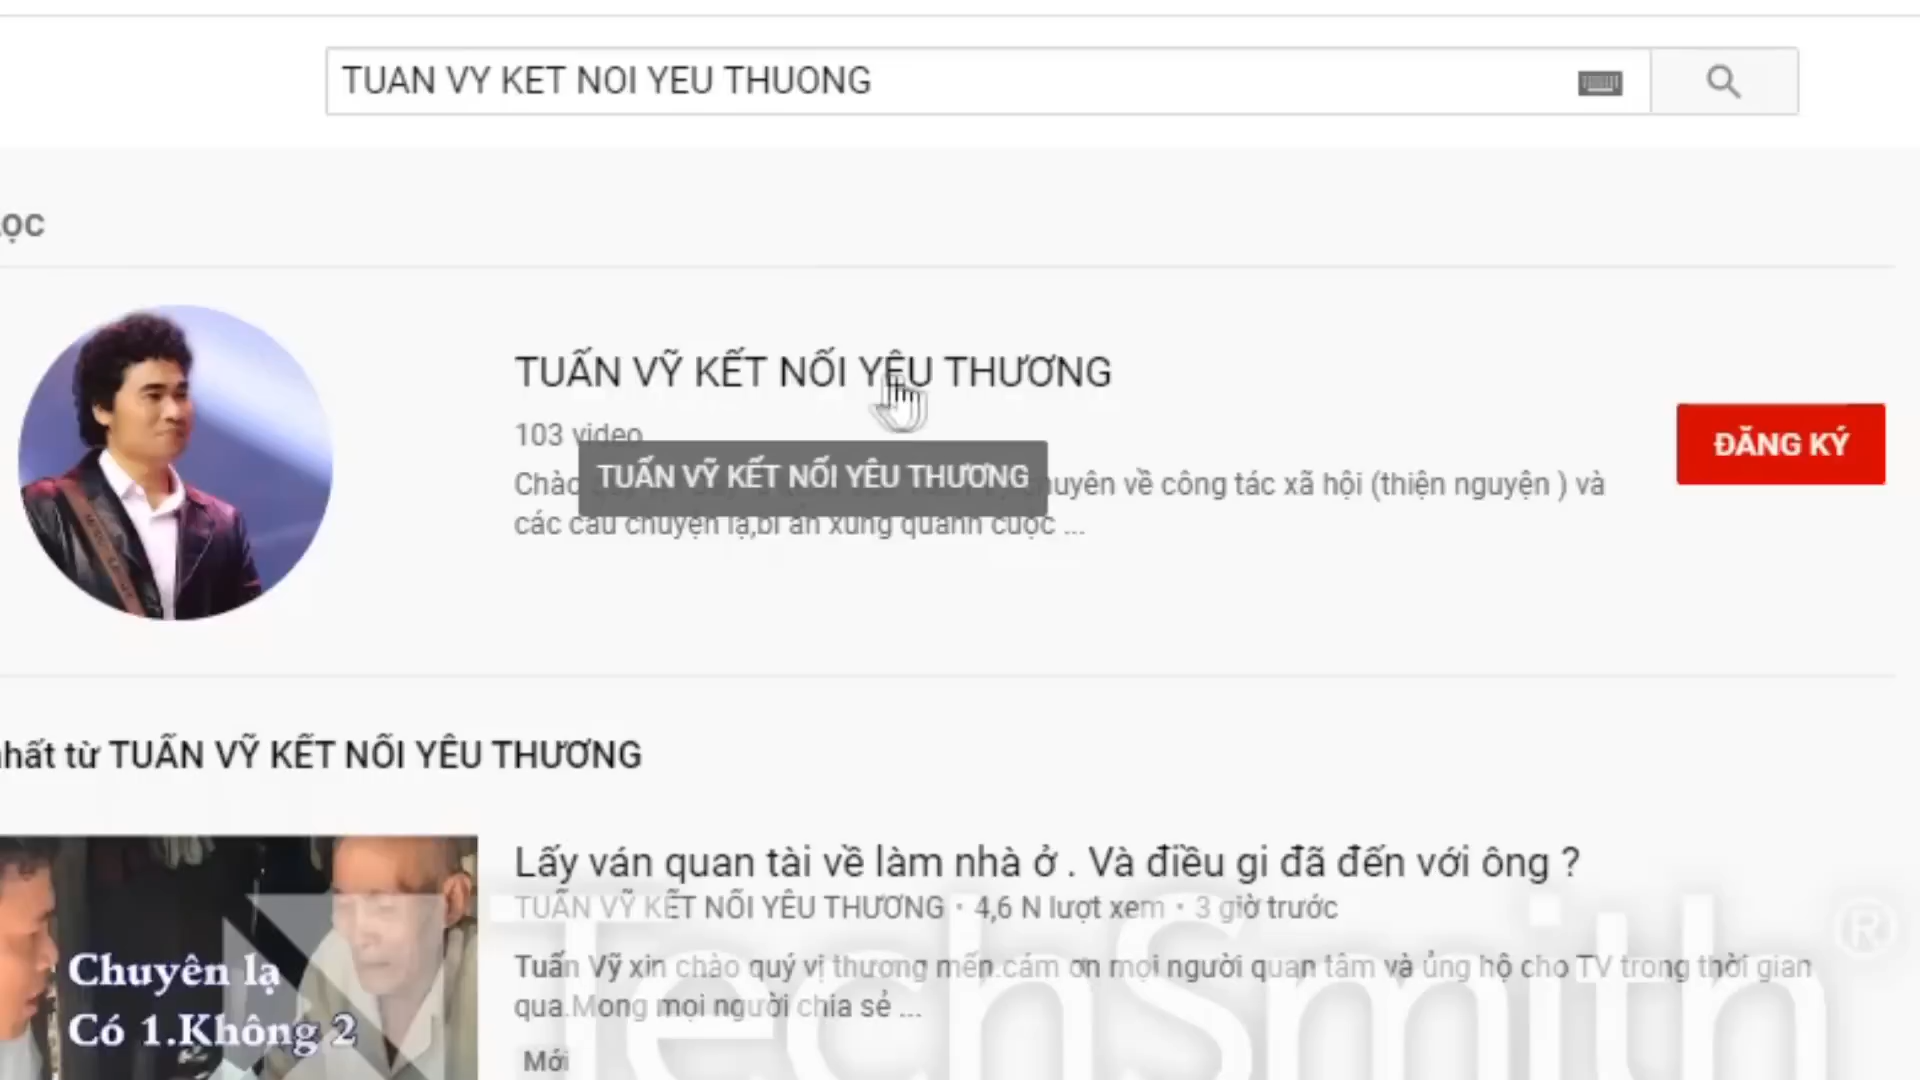 TUAN VY KET NOI YEU THUONG
LỌC
TUẤN VỸ KẾT NỐI YÊU THƯƠNG
103 video
TUẤN VỸ KẾT NỐI YÊU THƯƠNG
Chào chuyên về công tác xã hội (thiện nguyện ) và
các câu chuyện lạ,bí ẩn xung quanh cuộc ...
ĐĂNG KÝ
nhất từ TUẤN VỸ KẾT NỐI YÊU THƯƠNG
Lấy ván quan tài về làm nhà ở . Và điều gi đã đến với ông ?
TUẤN VỸ KẾT NỐI YÊU THƯƠNG • 4,6 N lượt xem • 3 giờ trước
Tuấn Vỹ xin chào quý vị thương mến.cám ơn mọi người quan tâm và ủng hộ cho TV trong thời gian
qua.Mong mọi người chia sẻ ...
Mới
Chuyện lạ
Có 1.Không 2
TechSmith®